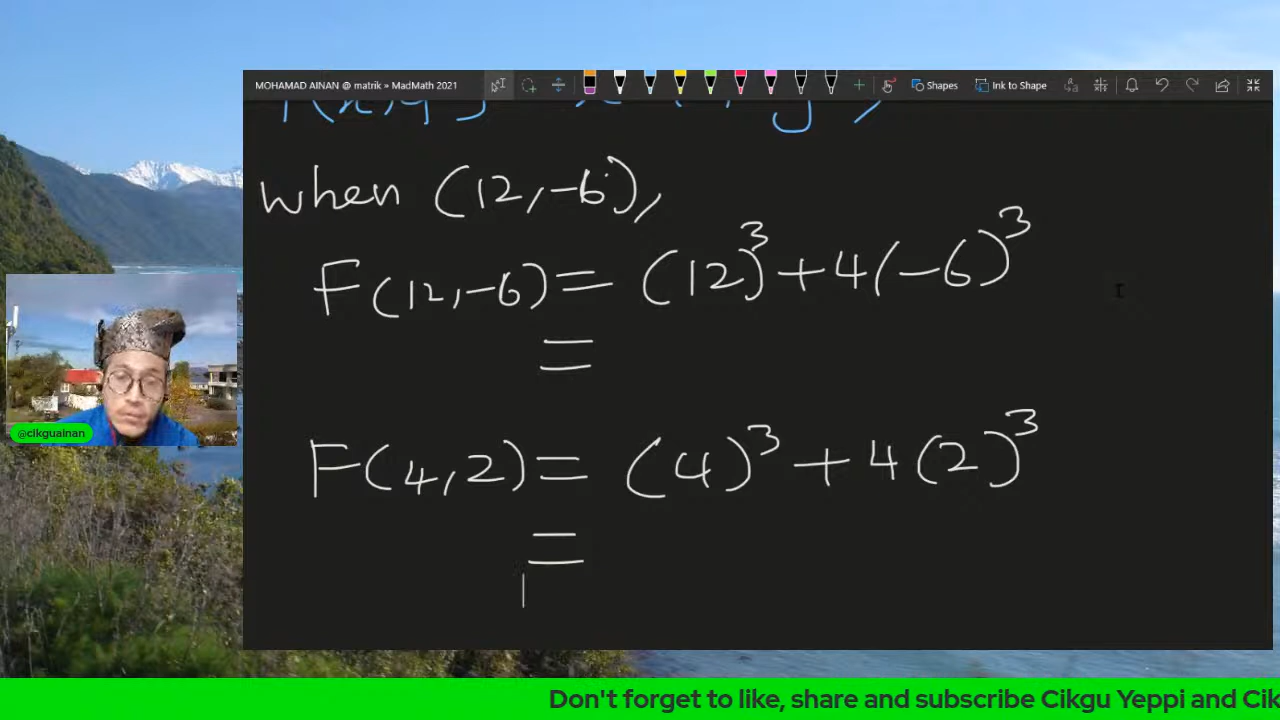 MOHAMAD AINAN @ matrik » MadMath 2021
Shapes
Ink to Shape
when (12,-6),
F(12,-6) = (12)³ + 4(-6)³
=
F(4,2) = (4)³ + 4(2)³
=
@cikguainan
Don't forget to like, share and subscribe Cikgu Yeppi and Cik